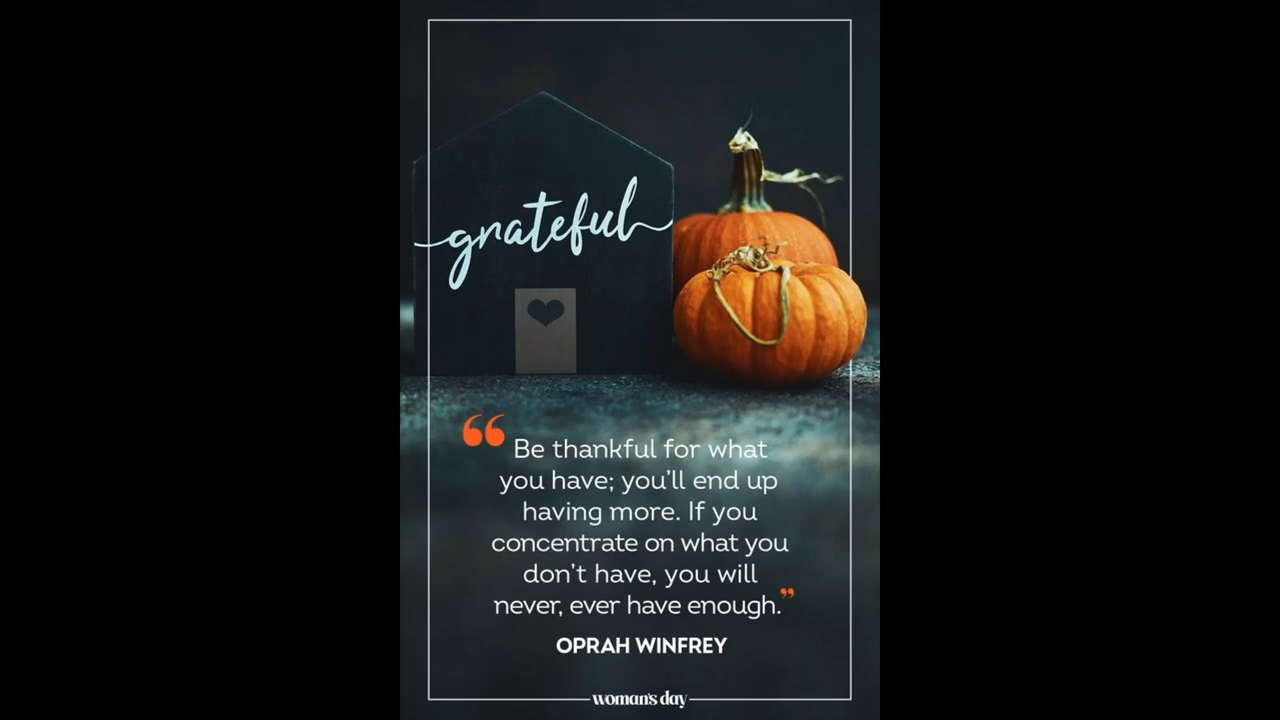 grateful
“Be thankful for what
you have; you’ll end up
having more. If you
concentrate on what you
don’t have, you will
never, ever have enough.”
OPRAH WINFREY
woman's day